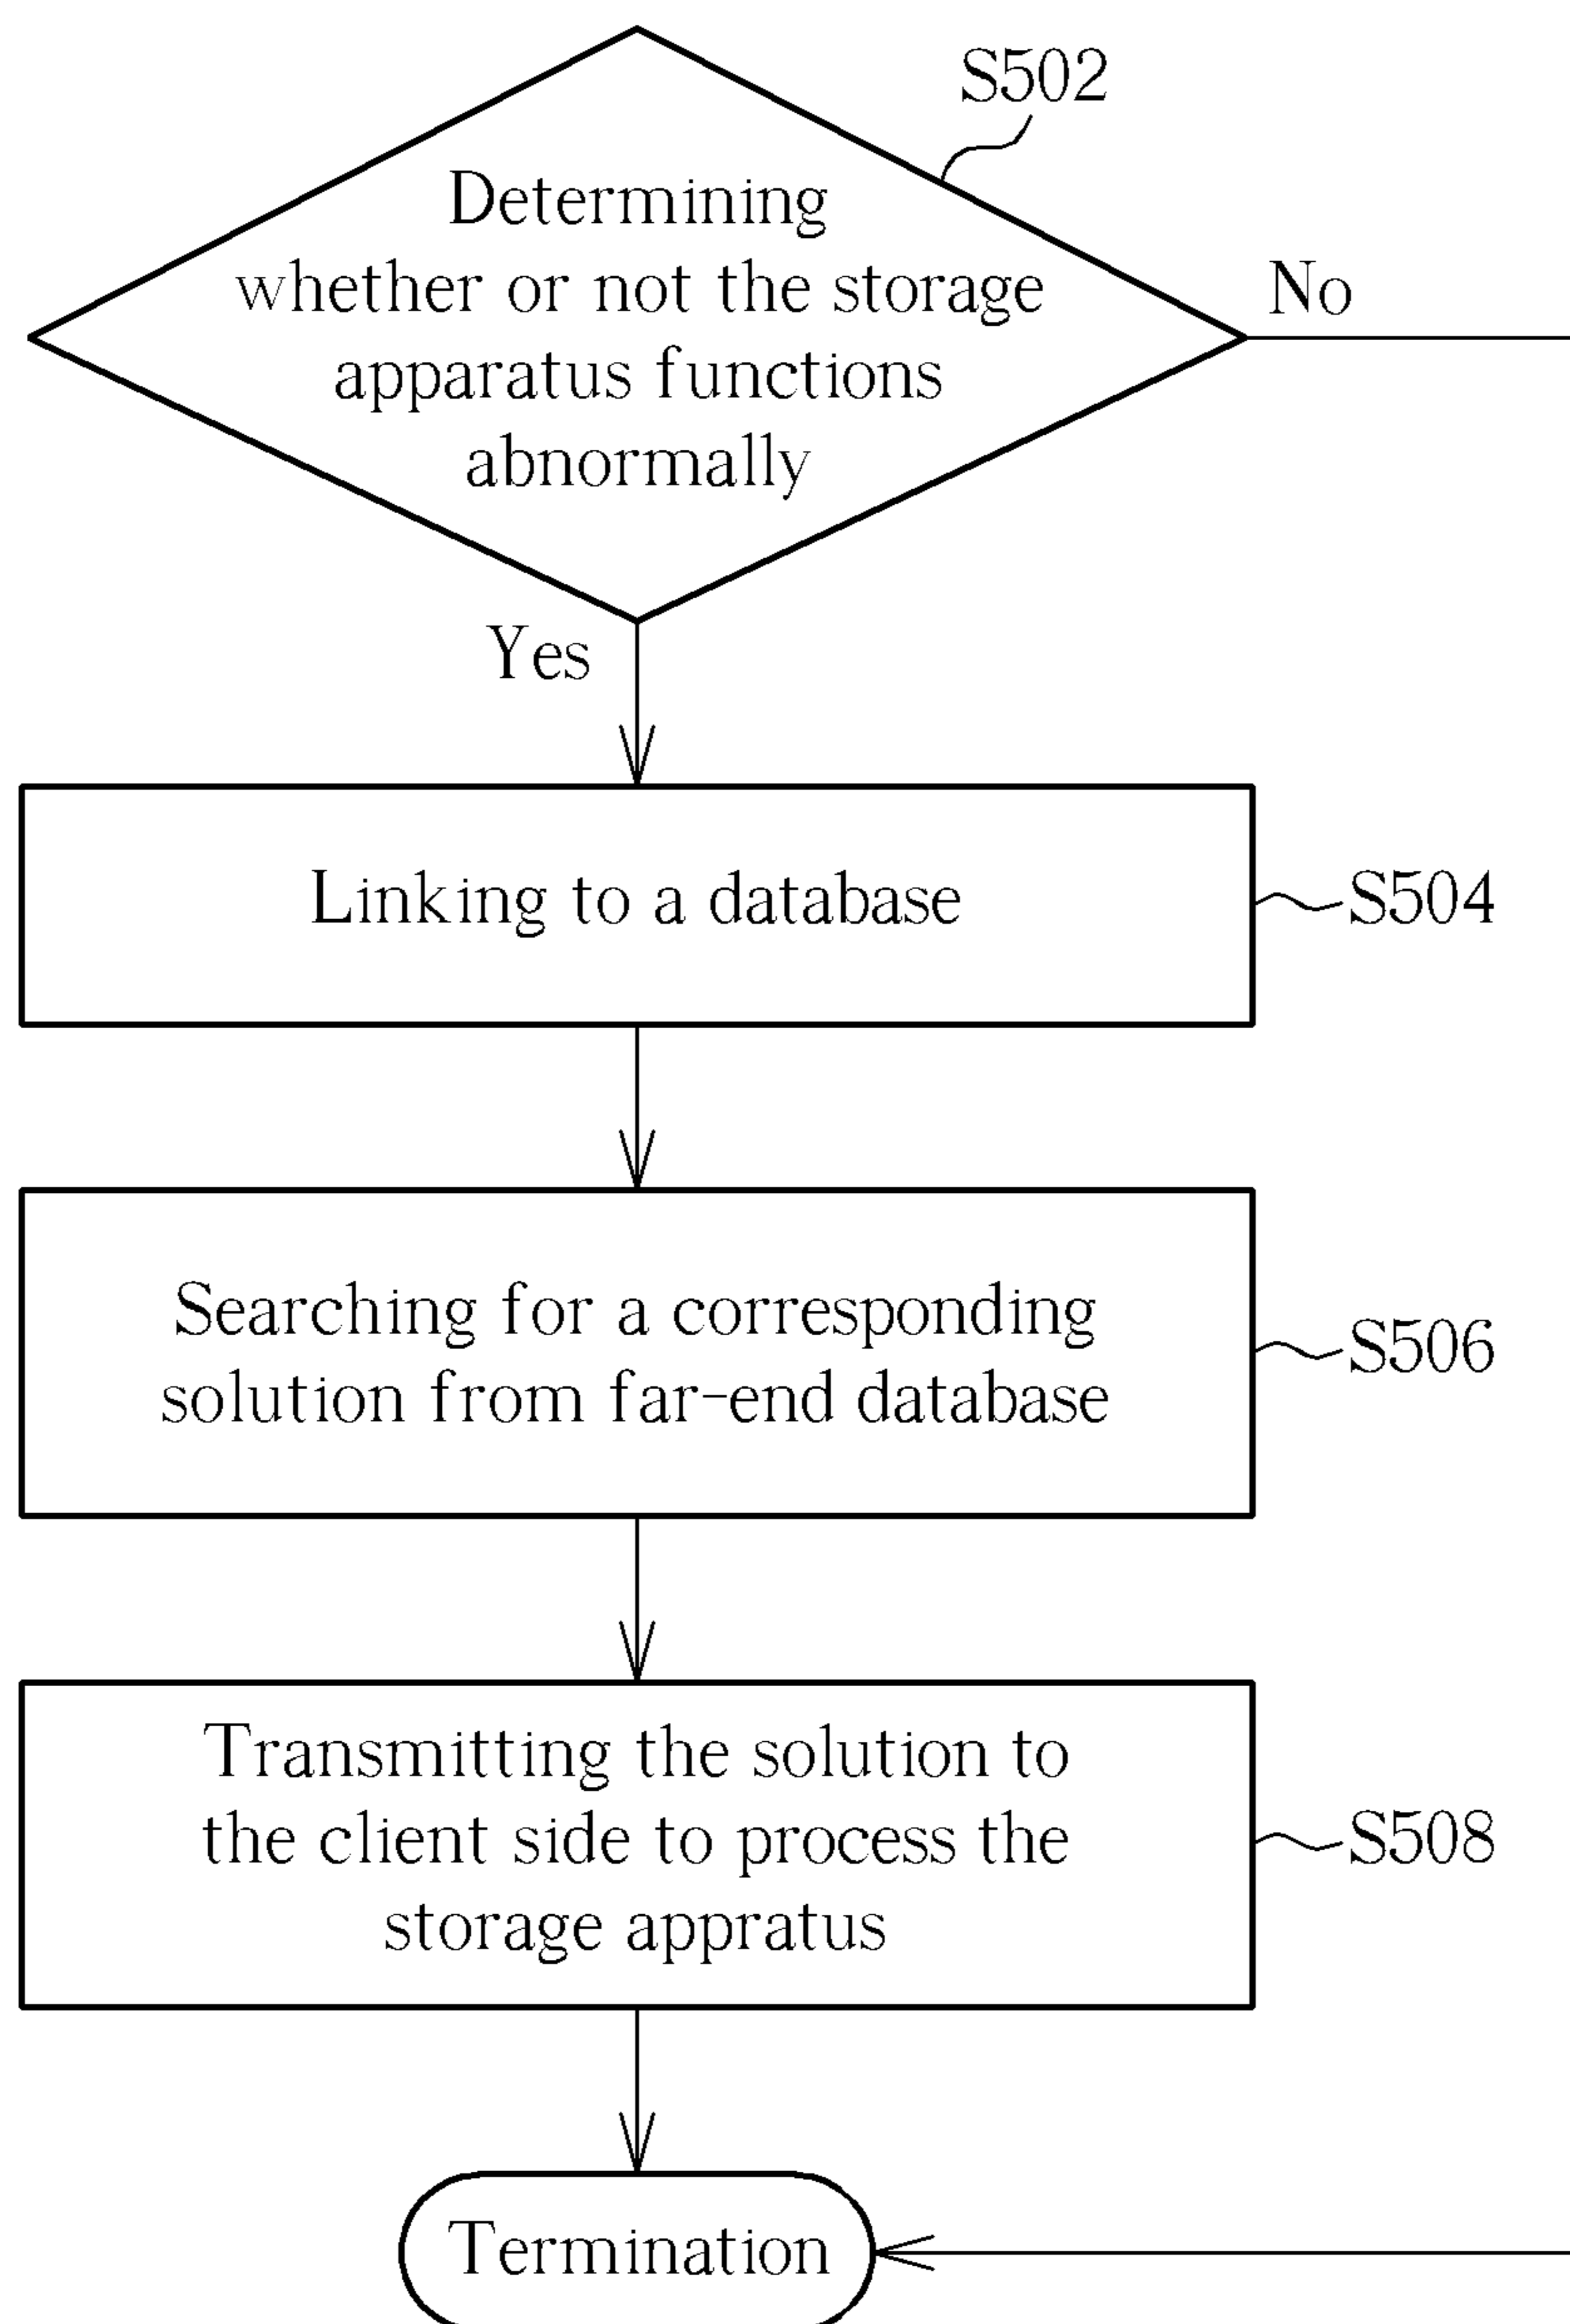 S502
Determining
whether or not the storage
apparatus functions
abnormally
No
Yes
Linking to a database
S504
Searching for a corresponding
solution from far-end database
S506
Transmitting the solution to
the client side to process the
storage appratus
S508
Termination